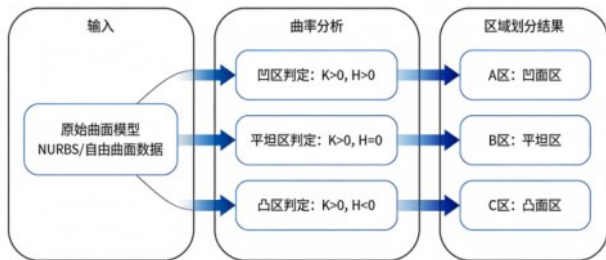 输入
原始曲面模型
NURBS/自由曲面数据
曲率分析
凹区判定：K>0, H>0
平坦区判定：K>0, H=0
凸区判定：K>0, H<0
区域划分结果
A区：凹面区
B区：平坦区
C区：凸面区